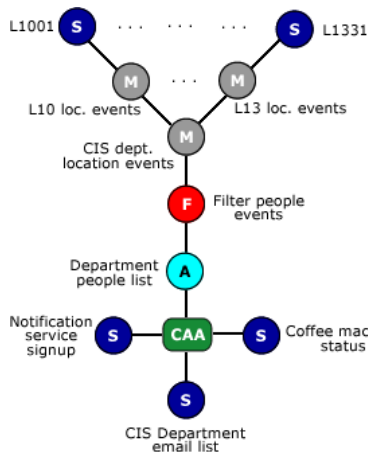 S
S
L1001
L1331
M
M
L10 loc. events
L13 loc. events
M
CIS dept.
location events
F
Filter people
events
Department
people list
A
Notification
service
signup
S
CAA
S
Coffee mac
status
S
CIS Department
email list